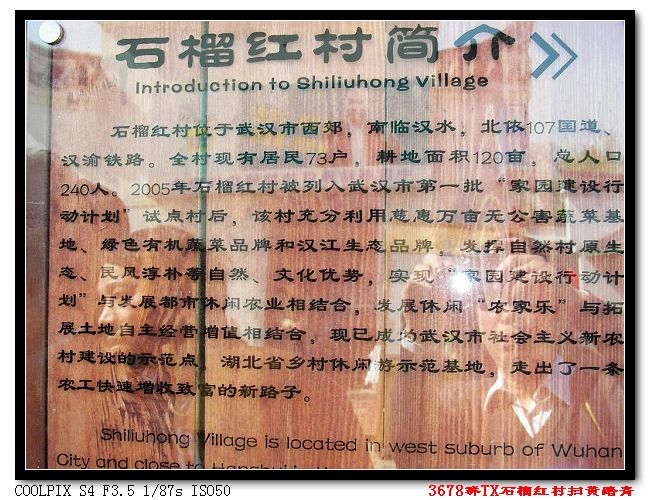 石榴红村简介
Introduction to Shiliuhong Village
石榴红村位于武汉市西郊，南临汉水，北依107国道、
汉渝铁路。全村现有居民73户，耕地面积120亩，总人口
240人。2005年石榴红村被列入武汉市第一批“家园建设行
动计划”试点村后，该村充分利用慈惠万亩无公害蔬菜基
地、绿色有机蔬菜品牌和汉江生态品牌，发挥自然村原生
态、民风淳朴等自然、文化优势，实现“家园建设行动计
划”与发展都市休闲农业相结合，发展休闲“农家乐”与拓
展土地自主经营增值相结合，现已成为武汉市社会主义新农
村建设的示范点，湖北省乡村休闲游示范基地，走出了一条
农工快速增收致富的新路子。
Shiliuhong Village is located in west suburb of Wuhan
City and close to
COOLPIX S4 F3.5 1/87s ISO50
3678群TX石榴红村扫黄踏青